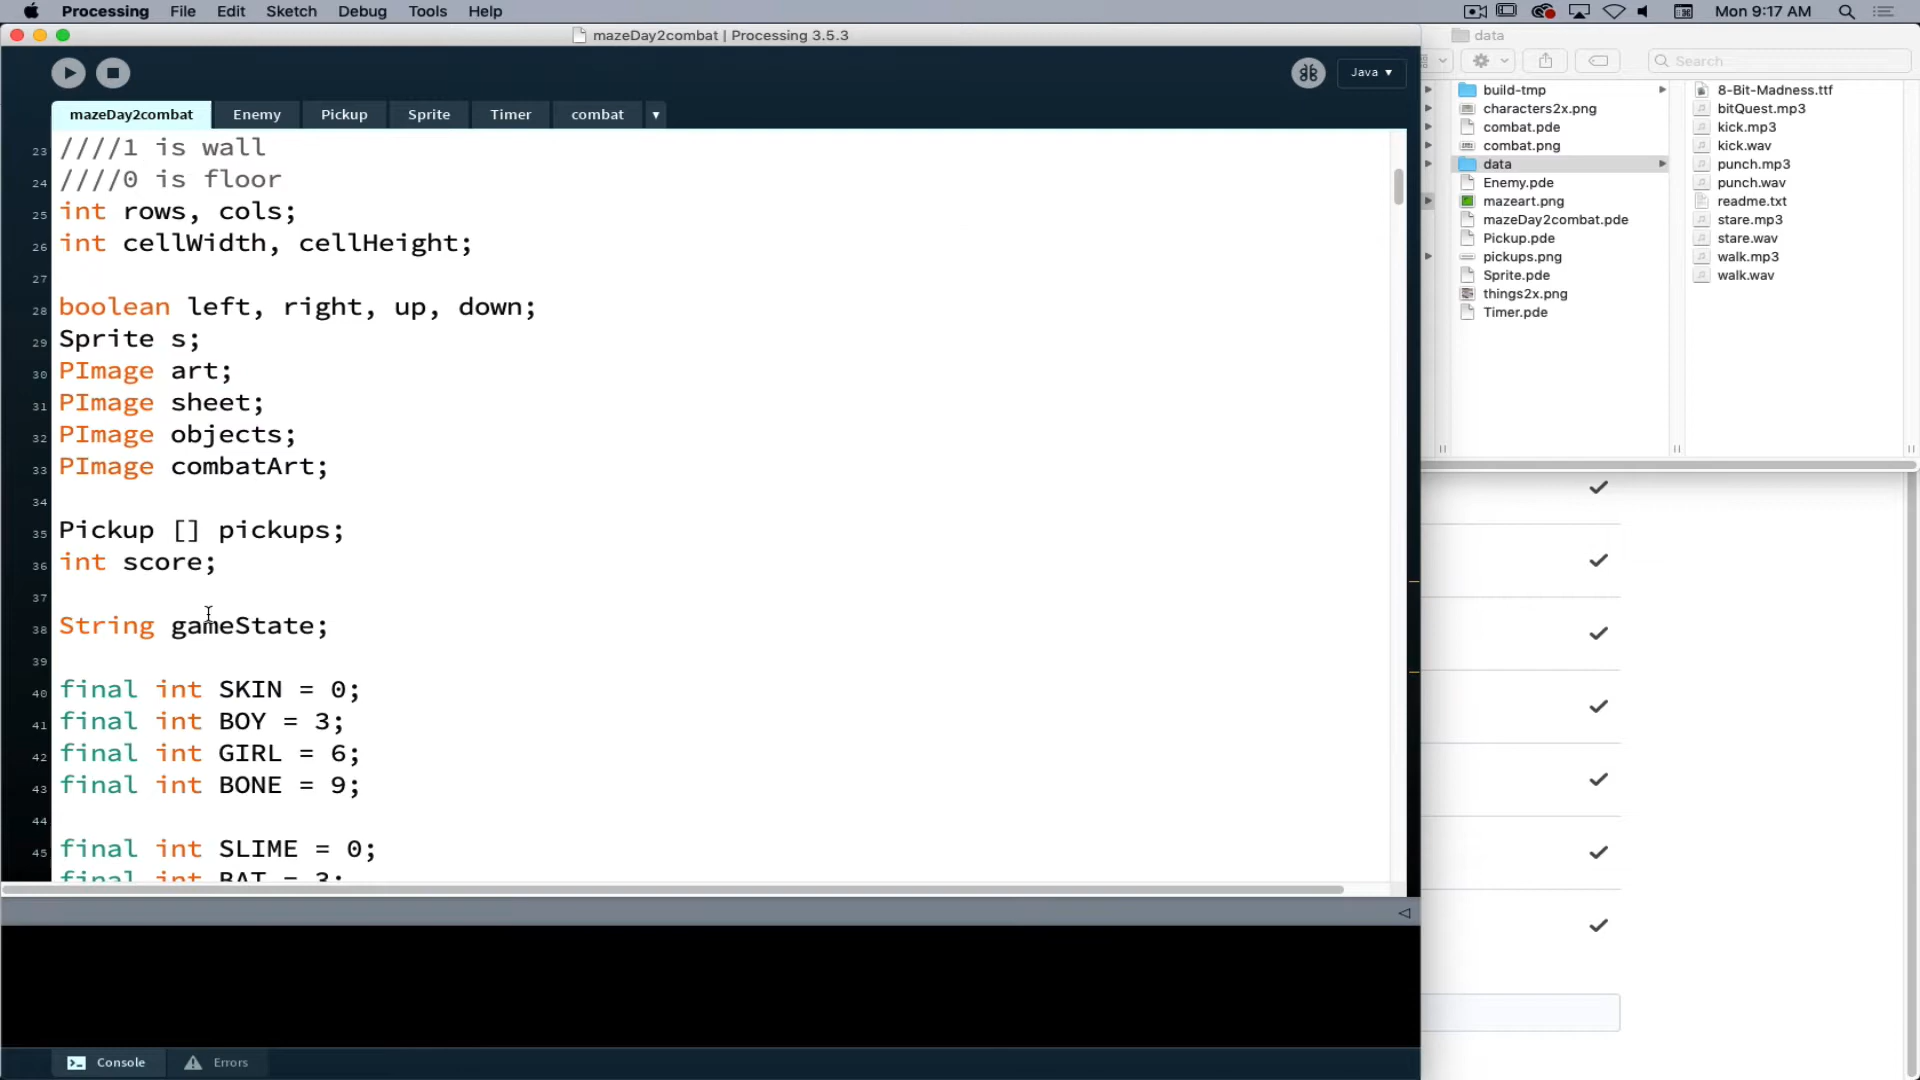 Processing File Edit Sketch Debug Tools Help Mon 9:17 AM
mazeDay2combat | Processing 3.5.3
data
Java ▾
Search
mazeDay2combat Enemy Pickup Sprite Timer combat
23 ////1 is wall
24 ////0 is floor
25 int rows, cols;
26 int cellWidth, cellHeight;
27
28 boolean left, right, up, down;
29 Sprite s;
30 PImage art;
31 PImage sheet;
32 PImage objects;
33 PImage combatArt;
34
35 Pickup [] pickups;
36 int score;
37
38 String gameState;
39
40 final int SKIN = 0;
41 final int BOY = 3;
42 final int GIRL = 6;
43 final int BONE = 9;
44
45 final int SLIME = 0;
final int BAT = 3;
Console Errors
build-tmp
characters2x.png
combat.pde
combat.png
data
Enemy.pde
mazeart.png
mazeDay2combat.pde
Pickup.pde
pickups.png
Sprite.pde
things2x.png
Timer.pde
8-Bit-Madness.ttf
bitQuest.mp3
kick.mp3
kick.wav
punch.mp3
punch.wav
readme.txt
stare.mp3
stare.wav
walk.mp3
walk.wav